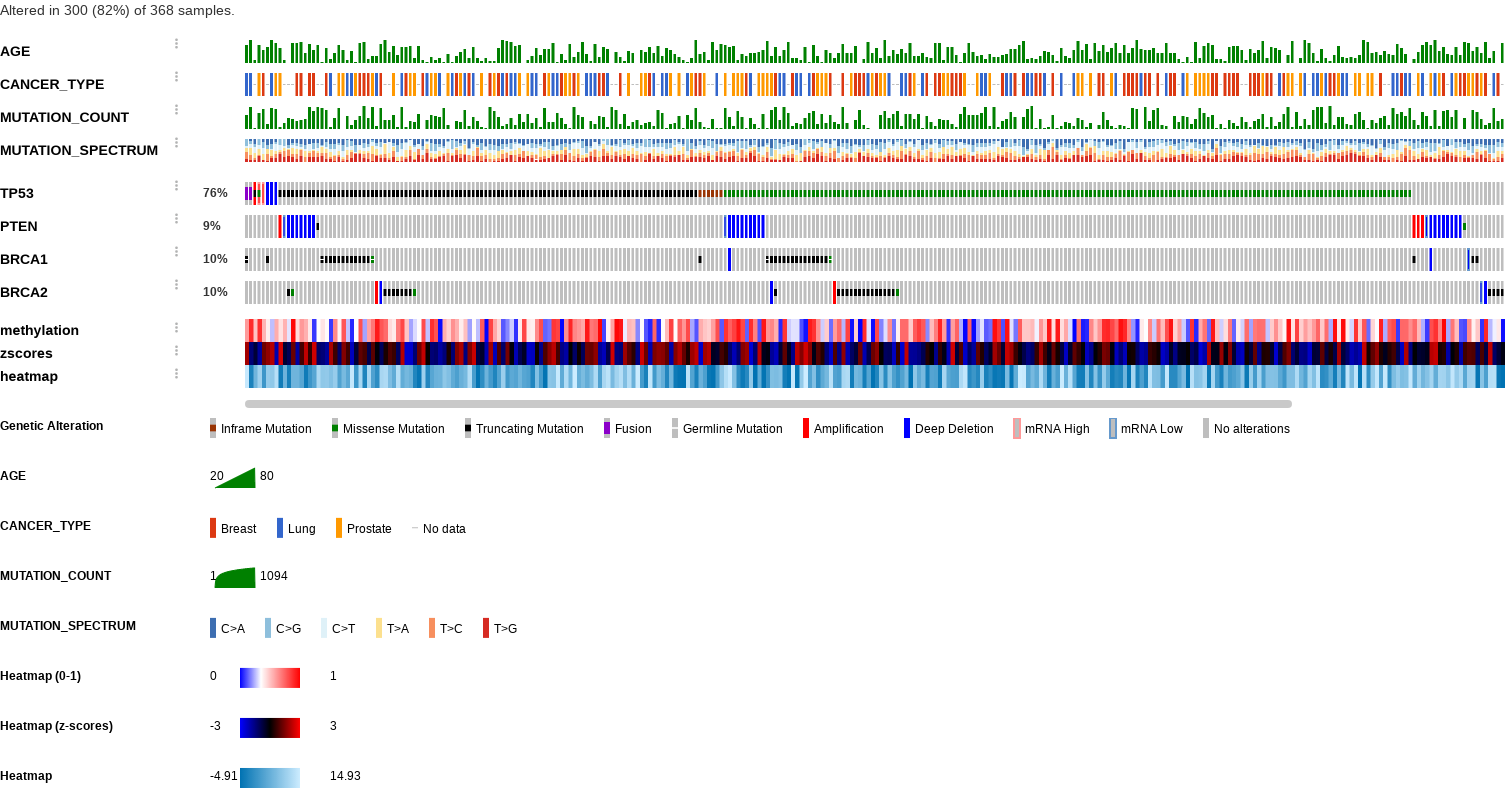 Altered in 300 (82%) of 368 samples.
AGE
CANCER_TYPE
MUTATION_COUNT
MUTATION_SPECTRUM
TP53 76%
PTEN 9%
BRCA1 10%
BRCA2 10%
methylation
zscores
heatmap
Genetic Alteration Inframe Mutation Missense Mutation Truncating Mutation Fusion Germline Mutation Amplification Deep Deletion mRNA High mRNA Low No alterations
AGE 20 80
CANCER_TYPE Breast Lung Prostate No data
MUTATION_COUNT 1 1094
MUTATION_SPECTRUM C>A C>G C>T T>A T>C T>G
Heatmap (0-1) 0 1
Heatmap (z-scores) -3 3
Heatmap -4.91 14.93